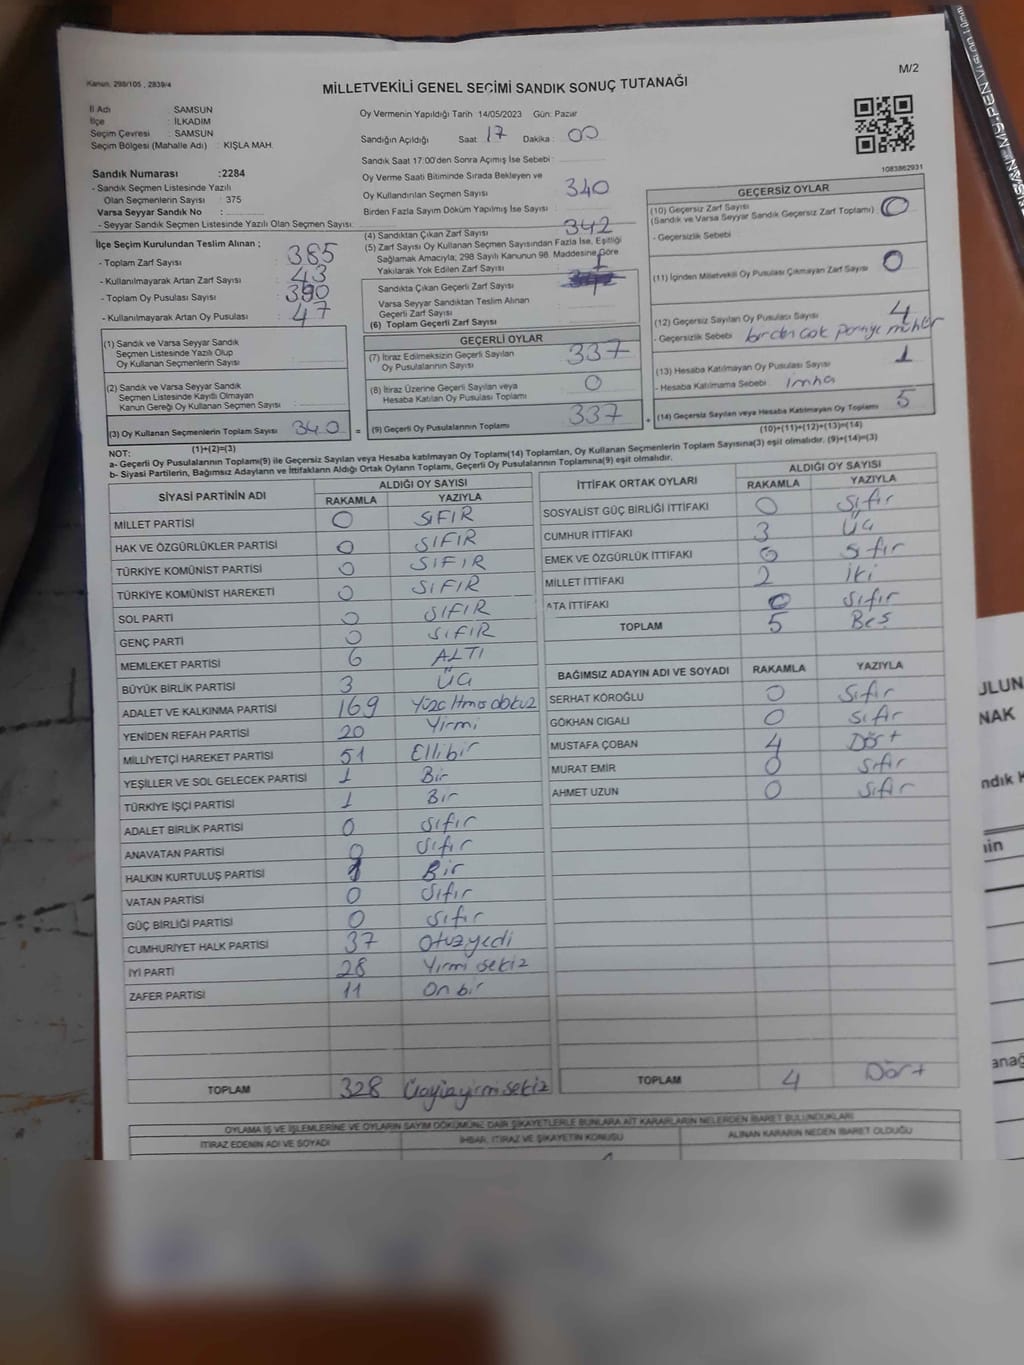 Kanun, 298/105 , 2839/4
M/2
MİLLETVEKİLİ GENEL SEÇİMİ SANDIK SONUÇ TUTANAĞI
İl Adı : SAMSUN
İlçe : İLKADIM
Seçim Çevresi : SAMSUN
Seçim Bölgesi (Mahalle Adı) : KIŞLA MAH.
Sandık Numarası :2284
- Sandık Seçmen Listesinde Yazılı
Olan Seçmenlerin Sayısı : 375
Varsa Seyyar Sandık No :
- Seyyar Sandık Seçmen Listesinde Yazılı Olan Seçmen Sayısı:
İlçe Seçim Kurulundan Teslim Alınan ;
- Toplam Zarf Sayısı : 385
- Kullanılmayarak Artan Zarf Sayısı : 43
- Toplam Oy Pusulası Sayısı : 390
- Kullanılmayarak Artan Oy Pusulası : 47
(1) Sandık ve Varsa Seyyar Sandık
Seçmen Listesinde Yazılı Olup
Oy Kullanan Seçmenlerin Sayısı :
(2) Sandık ve Varsa Seyyar Sandık
Seçmen Listesinde Kayıtlı Olmayan
Kanun Gereği Oy Kullanan Seçmen Sayısı :
(3) Oy Kullanan Seçmenlerin Toplam Sayısı : 340
(1)+(2)=(3)
Oy Vermenin Yapıldığı Tarih 14/05/2023 Gün: Pazar
Sandığın Açıldığı Saat : 17 Dakika : 00
Sandık Saat 17:00'den Sonra Açımış İse Sebebi :
Oy Verme Saati Bitiminde Sırada Bekleyen ve
Oy Kullandırılan Seçmen Sayısı : 340
Birden Fazla Sayım Döküm Yapılmış İse Sayısı :
(4) Sandıktan Çıkan Zarf Sayısı : 342
(5) Zarf Sayısı Oy Kullanan Seçmen Sayısından Fazla İse, Eşitliği
Sağlamak Amacıyla; 298 Sayılı Kanunun 98. Maddesine Göre
Yakılarak Yok Edilen Zarf Sayısı : 1
Sandıkta Çıkan Geçerli Zarf Sayısı :
Varsa Seyyar Sandıktan Teslim Alınan
Geçerli Zarf Sayısı :
(6) Toplam Geçerli Zarf Sayısı :
GEÇERLİ OYLAR
(7) İtiraz Edilmeksizin Geçerli Sayılan
Oy Pusulalarının Sayısı : 337
(8) İtiraz Üzerine Geçerli Sayılan veya
Hesaba Katılan Oy Pusulası Toplamı : 0
(9) Geçerli Oy Pusulalarının Toplamı : 337
1083862931
GEÇERSİZ OYLAR
(10) Geçersiz Zarf Sayısı
(Sandık ve Varsa Seyyar Sandık Geçersiz Zarf Toplamı) : 0
- Geçersizlik Sebebi :
(11) İçinden Milletvekili Oy Pusulası Çıkmayan Zarf Sayısı : 0
(12) Geçersiz Sayılan Oy Pusulası Sayısı : 4
- Geçersizlik Sebebi : birden çok partiye mühür
(13) Hesaba Katılmayan Oy Pusulası Sayısı : 1
- Hesaba Katılmama Sebebi : imha
(14) Geçersiz Sayılan veya Hesaba Katılmayan Oy Toplamı : 5
(10)+(11)+(12)+(13)=(14)
NOT:
a- Geçerli Oy Pusulalarının Toplamı(9) ile Geçersiz Sayılan veya Hesaba katılmayan Oy Toplam(14) Toplamları, Oy Kullanan Seçmenlerin Toplam Sayısına(3) eşit olmalıdır. (9)+(14)=(3)
b- Siyasi Partilerin, Bağımsız Adayların ve İttifakların Aldığı Ortak Oyların Toplamı, Geçerli Oy Pusulalarının Toplamına(9) eşit olmalıdır.
SİYASİ PARTİNİN ADI ALDIĞI OY SAYISI
RAKAMLA YAZIYLA
MİLLET PARTİSİ 0 SIFIR
HAK VE ÖZGÜRLÜKLER PARTİSİ 0 SIFIR
TÜRKİYE KOMÜNİST PARTİSİ 0 SIFIR
TÜRKİYE KOMÜNİST HAREKETİ 0 SIFIR
SOL PARTİ 0 SIFIR
GENÇ PARTİ 0 SIFIR
MEMLEKET PARTİSİ 6 ALTI
BÜYÜK BİRLİK PARTİSİ 3 ÜÇ
ADALET VE KALKINMA PARTİSİ 169 Yüzaltmışdokuz
YENİDEN REFAH PARTİSİ 20 Yirmi
MİLLİYETÇİ HAREKET PARTİSİ 51 Ellibir
YEŞİLLER VE SOL GELECEK PARTİSİ 1 Bir
TÜRKİYE İŞÇİ PARTİSİ 1 Bir
ADALET BİRLİK PARTİSİ 0 Sıfır
ANAVATAN PARTİSİ 0 Sıfır
HALKIN KURTULUŞ PARTİSİ 1 Bir
VATAN PARTİSİ 0 Sıfır
GÜÇ BİRLİĞİ PARTİSİ 0 Sıfır
CUMHURİYET HALK PARTİSİ 37 Otuzyedi
İYİ PARTİ 28 Yirmi sekiz
ZAFER PARTİSİ 11 On bir
TOPLAM 328 Üçyüzyirmisekiz
İTTİFAK ORTAK OYLARI ALDIĞI OY SAYISI
RAKAMLA YAZIYLA
SOSYALİST GÜÇ BİRLİĞİ İTTİFAKI 0 Sıfır
CUMHUR İTTİFAKI 3 Üç
EMEK VE ÖZGÜRLÜK İTTİFAKI 0 Sıfır
MİLLET İTTİFAKI 2 İki
ATA İTTİFAKI 0 Sıfır
TOPLAM 5 Beş
BAĞIMSIZ ADAYIN ADI VE SOYADI RAKAMLA YAZIYLA
SERHAT KÖROĞLU 0 Sıfır
GÖKHAN CIGALI 0 Sıfır
MUSTAFA ÇOBAN 4 Dört
MURAT EMİR 0 Sıfır
AHMET UZUN 0 Sıfır
TOPLAM 4 Dört
OYLAMA İŞ VE İŞLEMLERİNE VE OYLARIN SAYIM DÖKÜMÜNE DAİR ŞİKAYETLERLE BUNLARA AİT KARARLARIN NELERDEN İBARET BULUNDUKLARI
İTİRAZ EDENİN ADI VE SOYADI İHBAR, İTİRAZ VE ŞİKAYETİN KONUSU ALINAN KARARIN NEDEN İBARET OLDUĞU
ULUN
NAK
ndık
nin
anağ